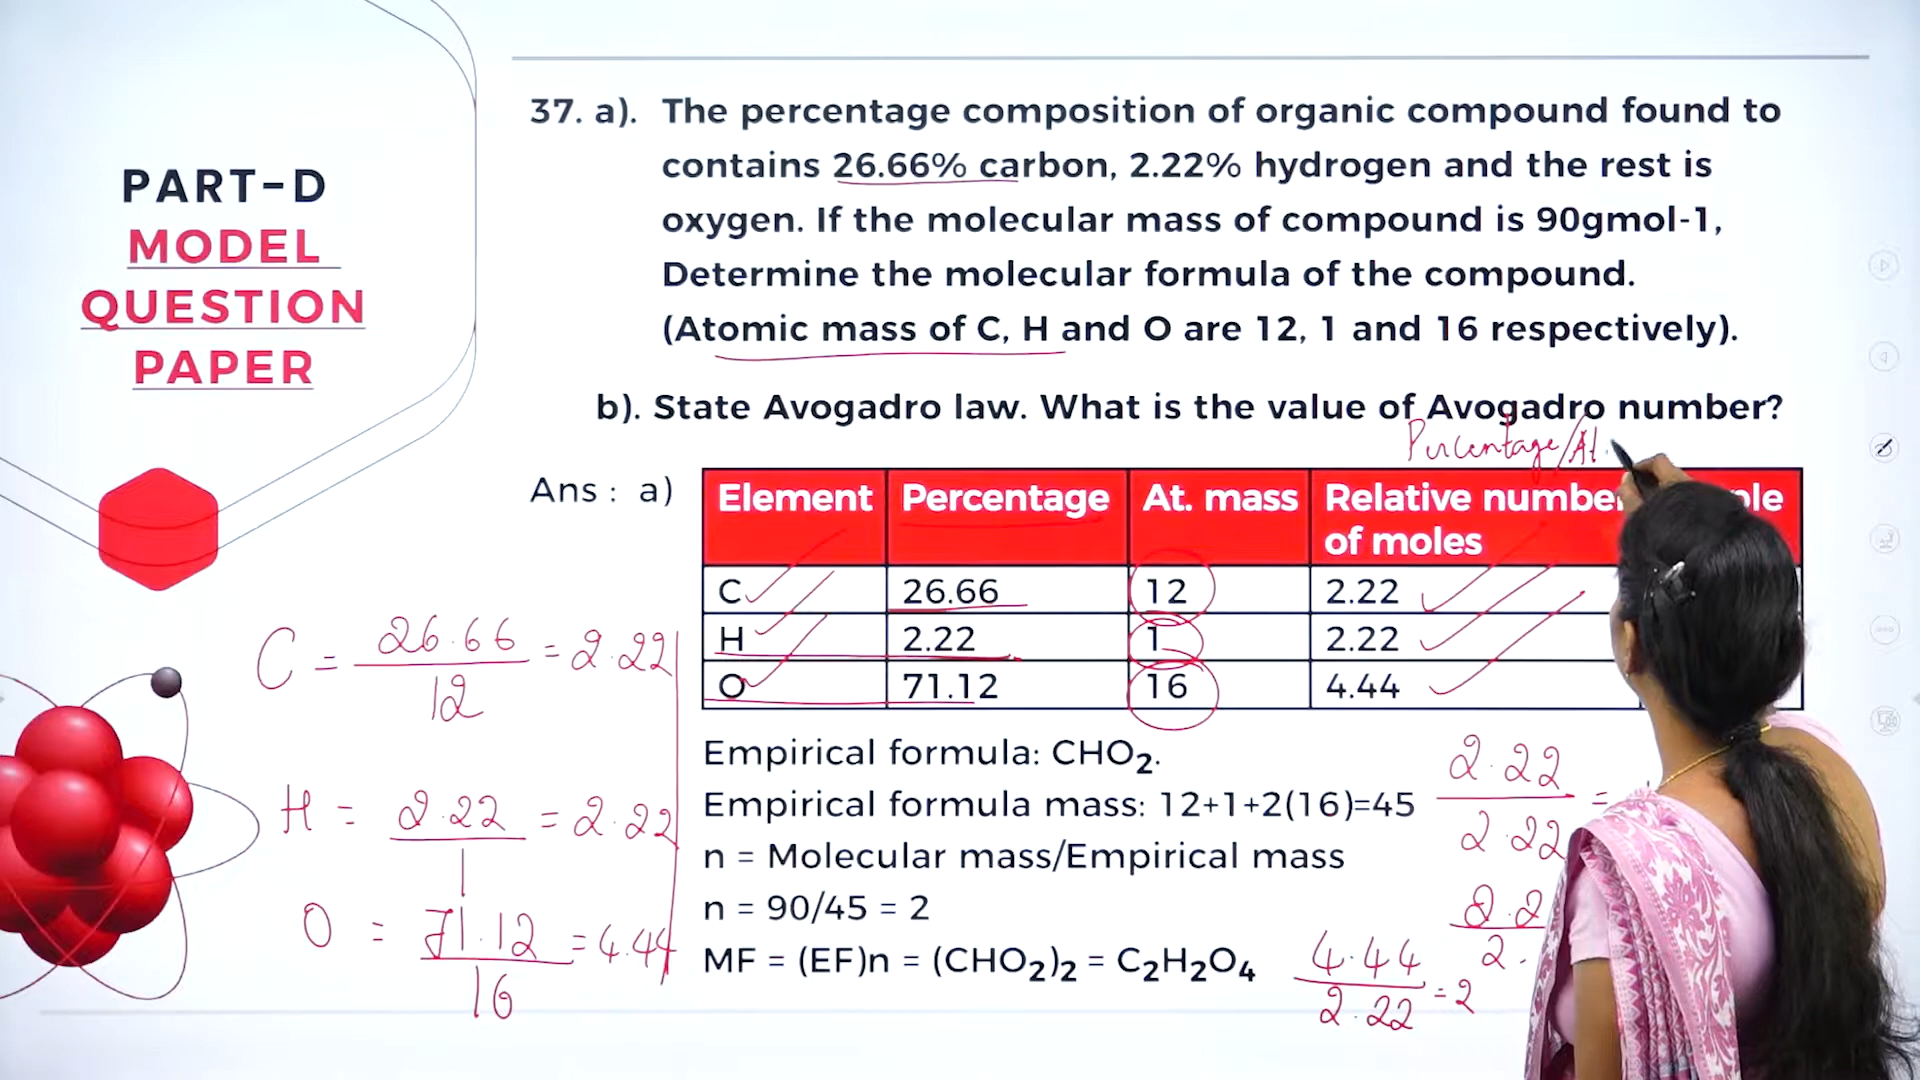 PART-D
MODEL
QUESTION
PAPER
37. a). The percentage composition of organic compound found to
contains 26.66% carbon, 2.22% hydrogen and the rest is
oxygen. If the molecular mass of compound is 90gmol-1,
Determine the molecular formula of the compound.
(Atomic mass of C, H and O are 12, 1 and 16 respectively).
b). State Avogadro law. What is the value of Avogadro number?
Percentage/At.
Ans : a)
Element Percentage At. mass Relative number
of moles
C 26.66 12 2.22
H 2.22 1 2.22
O 71.12 16 4.44
C = 26.66/12 = 2.22
H = 2.22/1 = 2.22
O = 71.12/16 = 4.44
Empirical formula: CHO₂.
Empirical formula mass: 12+1+2(16)=45
n = Molecular mass/Empirical mass
n = 90/45 = 2
MF = (EF)n = (CHO₂)₂ = C₂H₂O₄
2.22/2.22 =
4.44/2.22 = 2